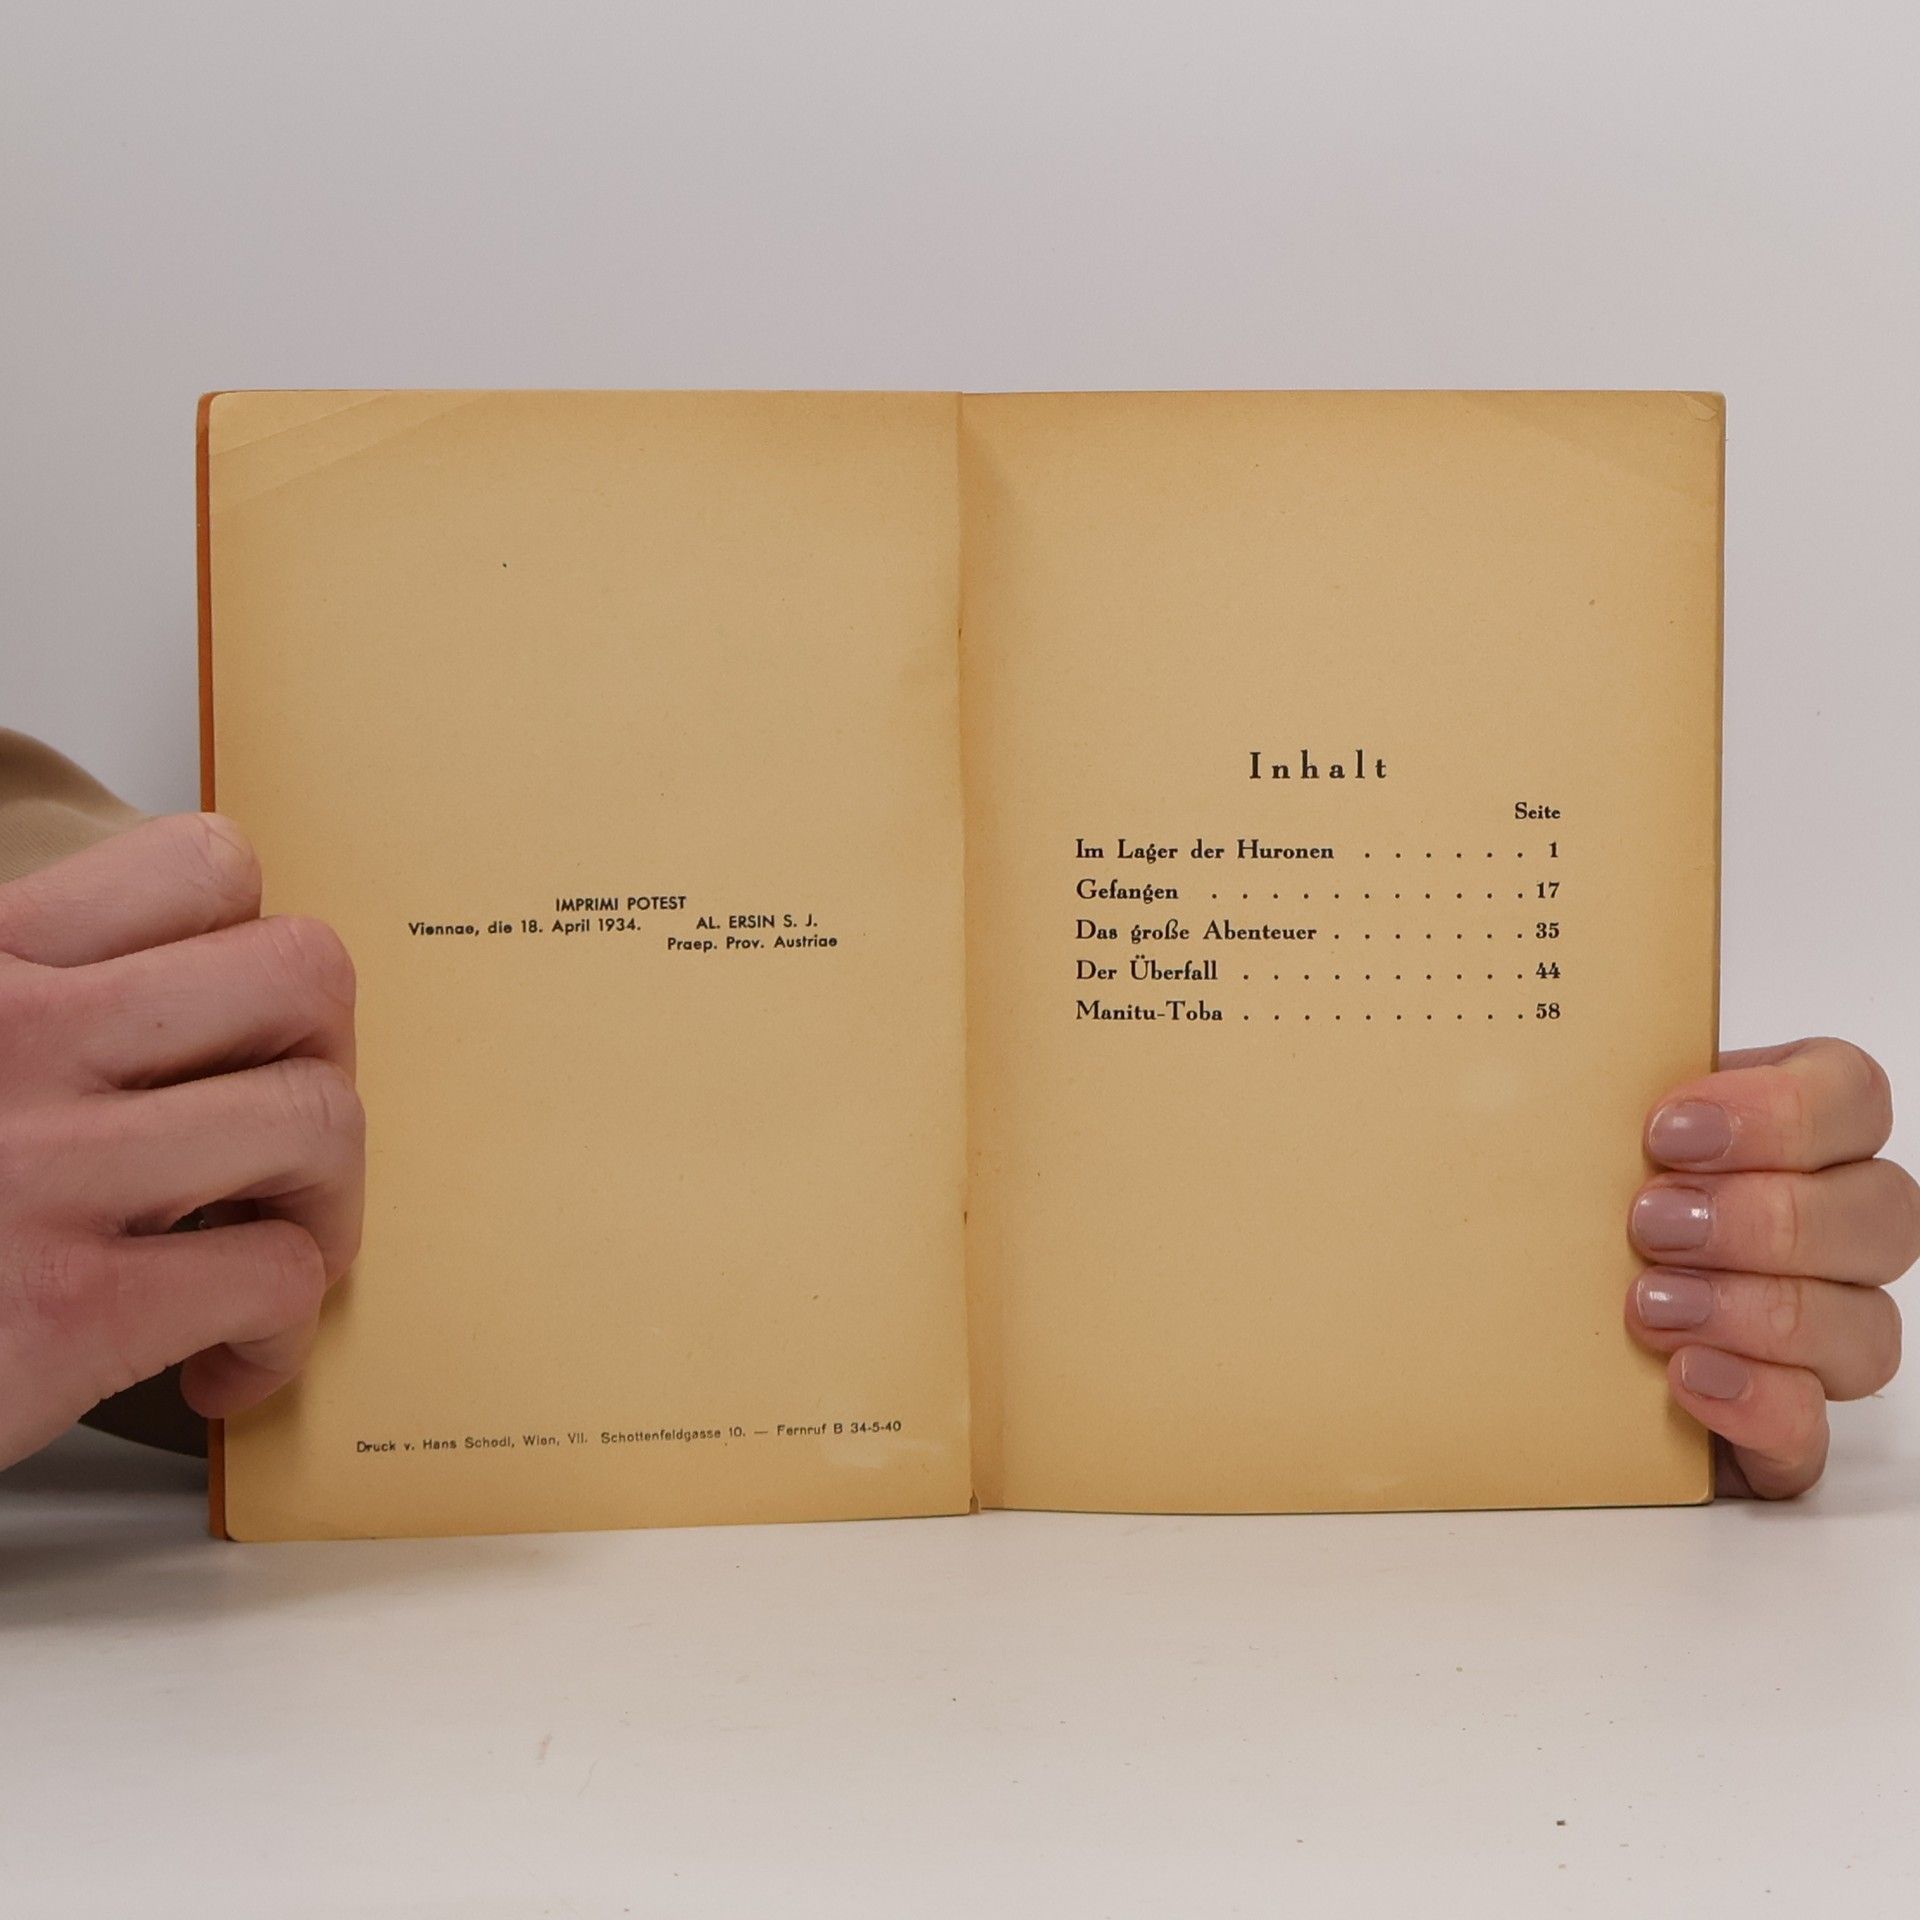 IMPRIMI POTEST
Viennae, die 18. April 1934. AL. ERSIN S. J.
Praep. Prov. Austriae
Druck v. Hans Schodl, Wien, VII. Schottenfeldgasse 10. — Fernruf B 34-5-40
Inhalt
Seite
Im Lager der Huronen . . . . . . 1
Gefangen . . . . . . . . . . . 17
Das große Abenteuer . . . . . . . 35
Der Überfall . . . . . . . . . . 44
Manitu-Toba . . . . . . . . . . 58